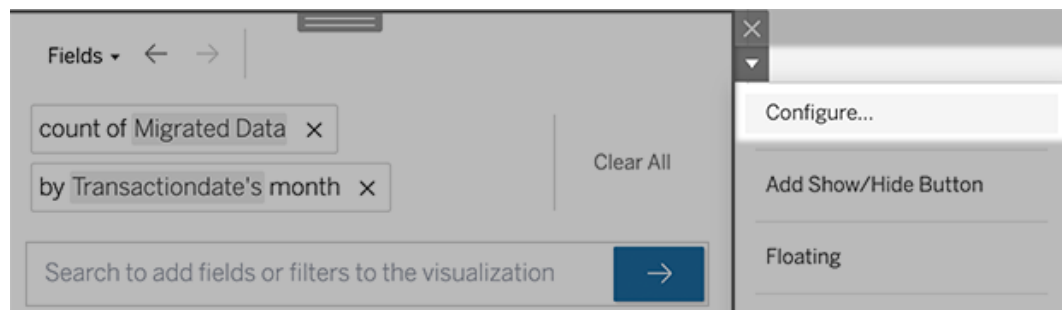 Fields
count of Migrated Data
by Transactiondate's month
Clear All
Search to add fields or filters to the visualization
Configure...
Add Show/Hide Button
Floating